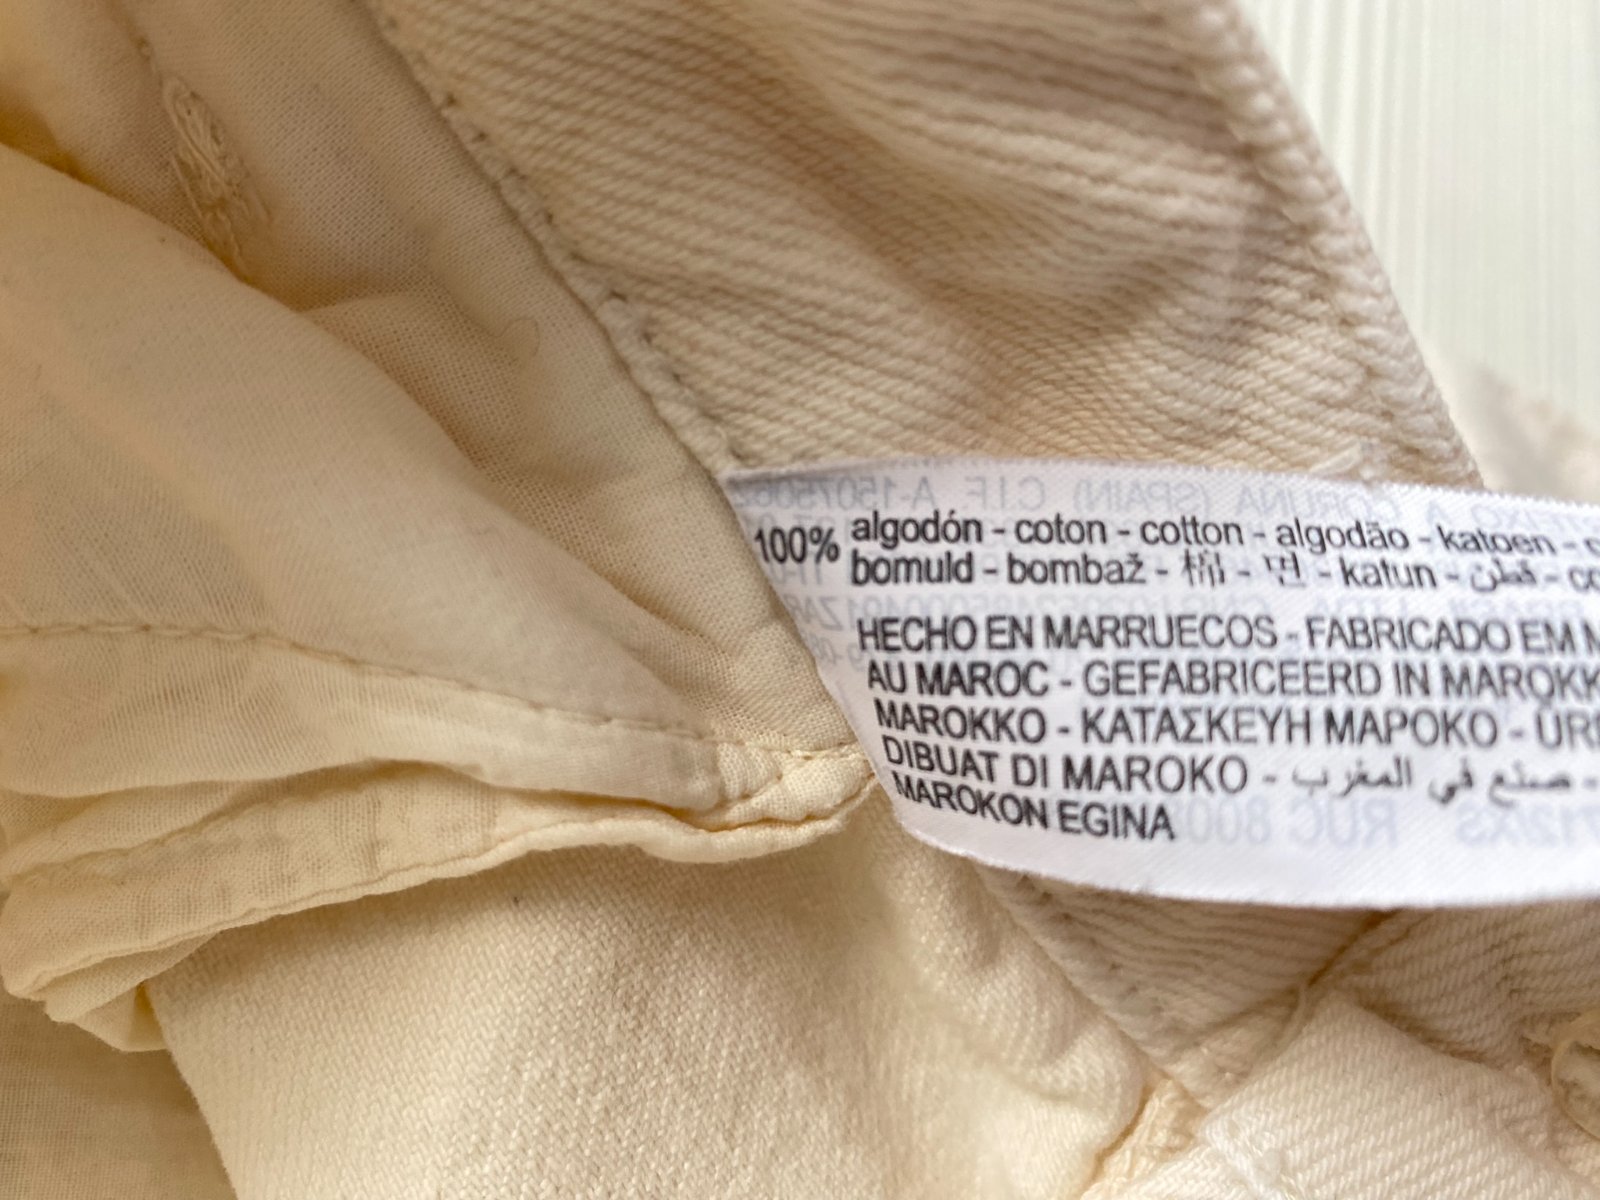 100% algodón - coton - cotton - algodão - katoen -
bomuld - bombaž - 棉 - 면 - katun - قطن -
HECHO EN MARRUECOS - FABRICADO EM
AU MAROC - GEFABRICEERD IN
MAROKKO - ΚΑΤΑΣΚΕΥΗ ΜΑΡΟΚΟ -
DIBUAT DI MAROKO - صنع في المغرب -
MAROKON EGINA